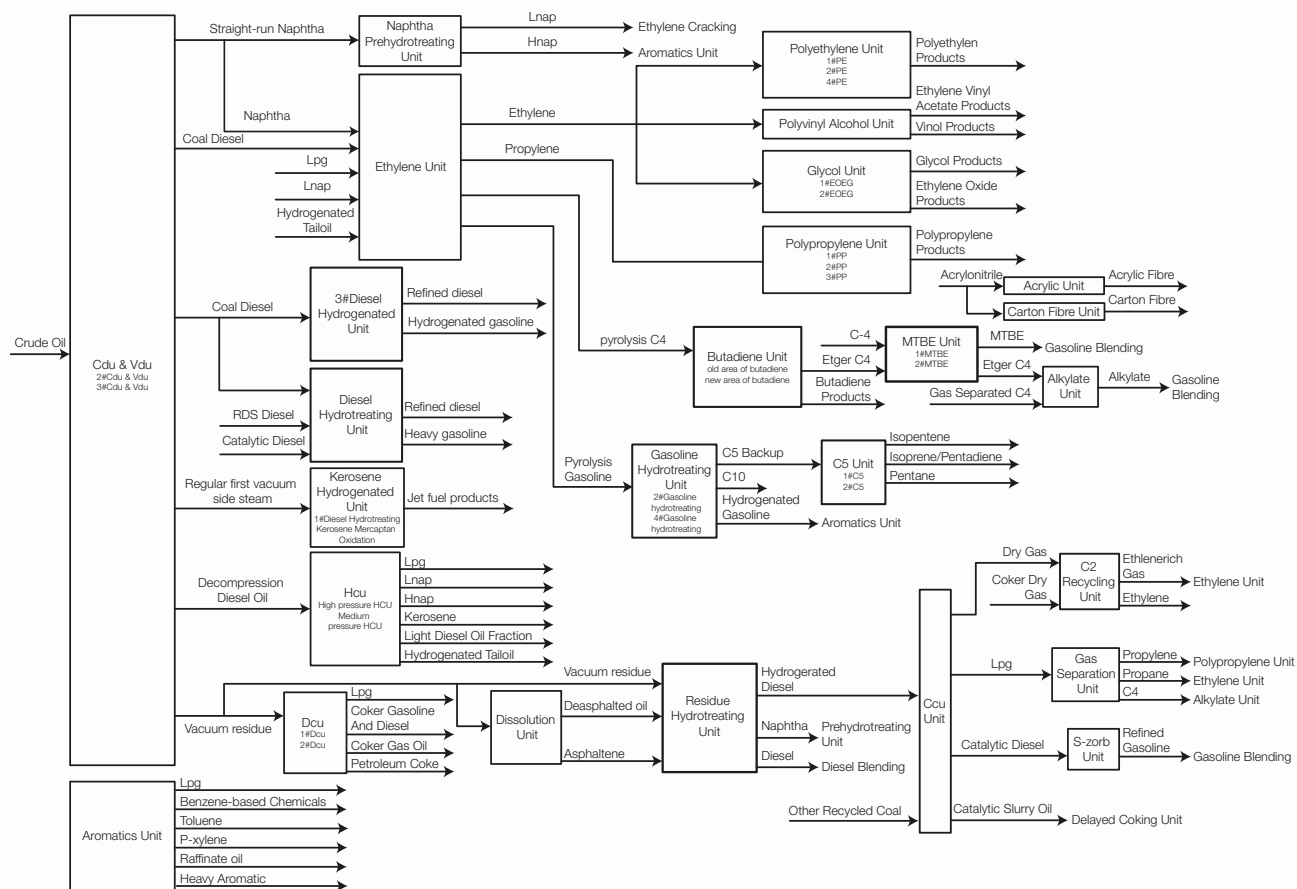 Crude Oil
Cdu & Vdu
2#Cdu & Vdu
3#Cdu & Vdu
Straight-run Naphtha
Naphtha
Prehydrotreating
Unit
Lnap
Ethylene Cracking
Hnap
Aromatics Unit
Naphtha
Coal Diesel
Lpg
Lnap
Hydrogenated
Tailoil
Ethylene Unit
Ethylene
Propylene
Polyethylene Unit
1#PE
2#PE
4#PE
Polyethylen
Products
Polyvinyl Alcohol Unit
Ethylene Vinyl
Acetate Products
Vinol Products
Glycol Unit
1#EOEG
2#EOEG
Glycol Products
Ethylene Oxide
Products
Polypropylene Unit
1#PP
2#PP
3#PP
Polypropylene
Products
Acrylonitrile
Acrylic Unit
Acrylic Fibre
Carton Fibre Unit
Carton Fibre
Coal Diesel
3#Diesel
Hydrogenated
Unit
Refined diesel
Hydrogenated gasoline
pyrolysis C4
Butadiene Unit
old area of butadiene
new area of butadiene
C-4
Etger C4
Butadiene
Products
MTBE Unit
1#MTBE
2#MTBE
MTBE
Gasoline Blending
Etger C4
Gas Separated C4
Alkylate
Unit
Alkylate
Gasoline
Blending
RDS Diesel
Catalytic Diesel
Diesel
Hydrotreating
Unit
Refined diesel
Heavy gasoline
Pyrolysis
Gasoline
Gasoline
Hydrotreating
Unit
2#Gasoline
hydrotreating
4#Gasoline
hydrotreating
C5 Backup
C10
Hydrogenated
Gasoline
Aromatics Unit
C5 Unit
1#C5
2#C5
Isopentene
Isoprene/Pentadiene
Pentane
Regular first vacuum
side steam
Kerosene
Hydrogenated
Unit
1#Diesel Hydrotreating
Kerosene Mercaptan
Oxidation
Jet fuel products
Decompression
Diesel Oil
Hcu
High pressure HCU
Medium
pressure HCU
Lpg
Lnap
Hnap
Kerosene
Light Diesel Oil Fraction
Hydrogenated Tailoil
Vacuum residue
Vacuum residue
Dcu
1#Dcu
2#Dcu
Lpg
Coker Gasoline
And Diesel
Coker Gas Oil
Petroleum Coke
Dissolution
Unit
Deasphalted oil
Asphaltene
Residue
Hydrotreating
Unit
Hydrogerated
Diesel
Naphtha
Prehydrotreating
Unit
Diesel
Diesel Blending
Other Recycled Coal
Ccu
Unit
Dry Gas
Coker Dry
Gas
C2
Recycling
Unit
Ethlenerich
Gas
Ethylene Unit
Ethylene
Lpg
Gas
Separation
Unit
Propylene
Polypropylene Unit
Propane
Ethylene Unit
C4
Alkylate Unit
Catalytic Diesel
S-zorb
Unit
Refined
Gasoline
Gasoline Blending
Catalytic Slurry Oil
Delayed Coking Unit
Aromatics Unit
Lpg
Benzene-based Chemicals
Toluene
P-xylene
Raffinate oil
Heavy Aromatic